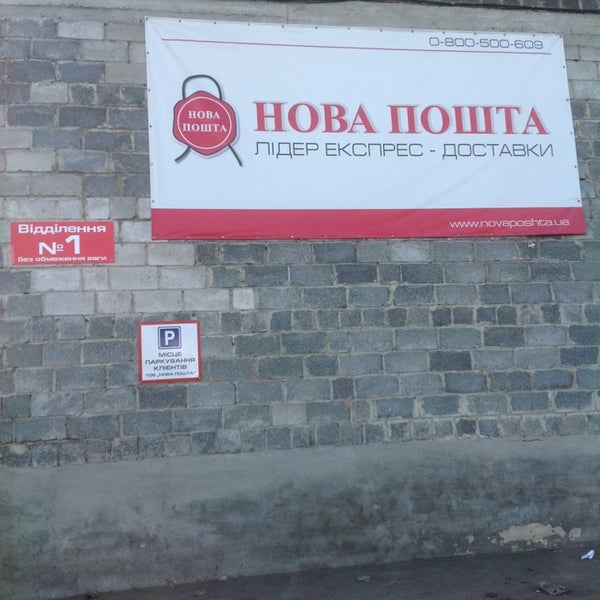 0-800-500-609
НОВА
ПОШТА
НОВА ПОШТА
ЛІДЕР ЕКСПРЕС - ДОСТАВКИ
www.novaposhta.ua
Відділення
№1
без обмеження ваги
P
МІСЦЕ
ПАРКУВАННЯ
КЛІЄНТІВ
ТОВ „НОВА ПОШТА"